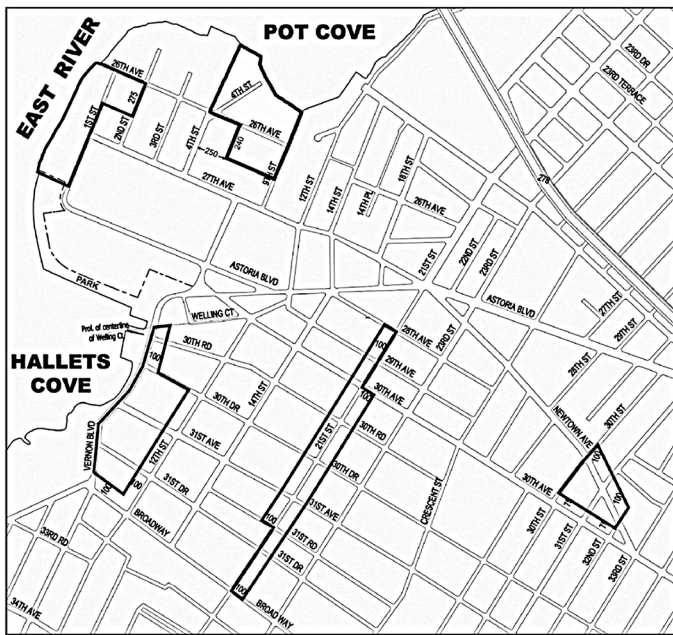 POT COVE
EAST RIVER
23RD DR
23RD TERRACE
26TH AVE
275
1ST ST
2ND ST
3RD ST
4TH ST
4TH ST
26TH AVE
240
250
9TH ST
27TH AVE
12TH ST
14TH ST
14TH PL
18TH ST
26TH AVE
278
21ST ST
22ND ST
23RD ST
PARK
ASTORIA BLVD
ASTORIA BLVD
27TH ST
29TH ST
28TH ST
WELLING CT
Prol. of centerline
of Welling Ct.
HALLETS
COVE
100
30TH RD
100
28TH AVE
23RD ST
29TH AVE
30TH AVE
100
14TH ST
30TH DR
30TH RD
21ST ST
30TH DR
NEWTOWN AVE
30TH ST
VERNON BLVD
12TH ST
31ST AVE
31ST DR
100
100
BROADWAY
100
31ST AVE
31ST RD
31ST DR
CRESCENT ST
30TH AVE
100
100
30TH ST
31ST ST
32ND ST
33RD ST
33RD RD
34TH AVE
100
BROADWAY